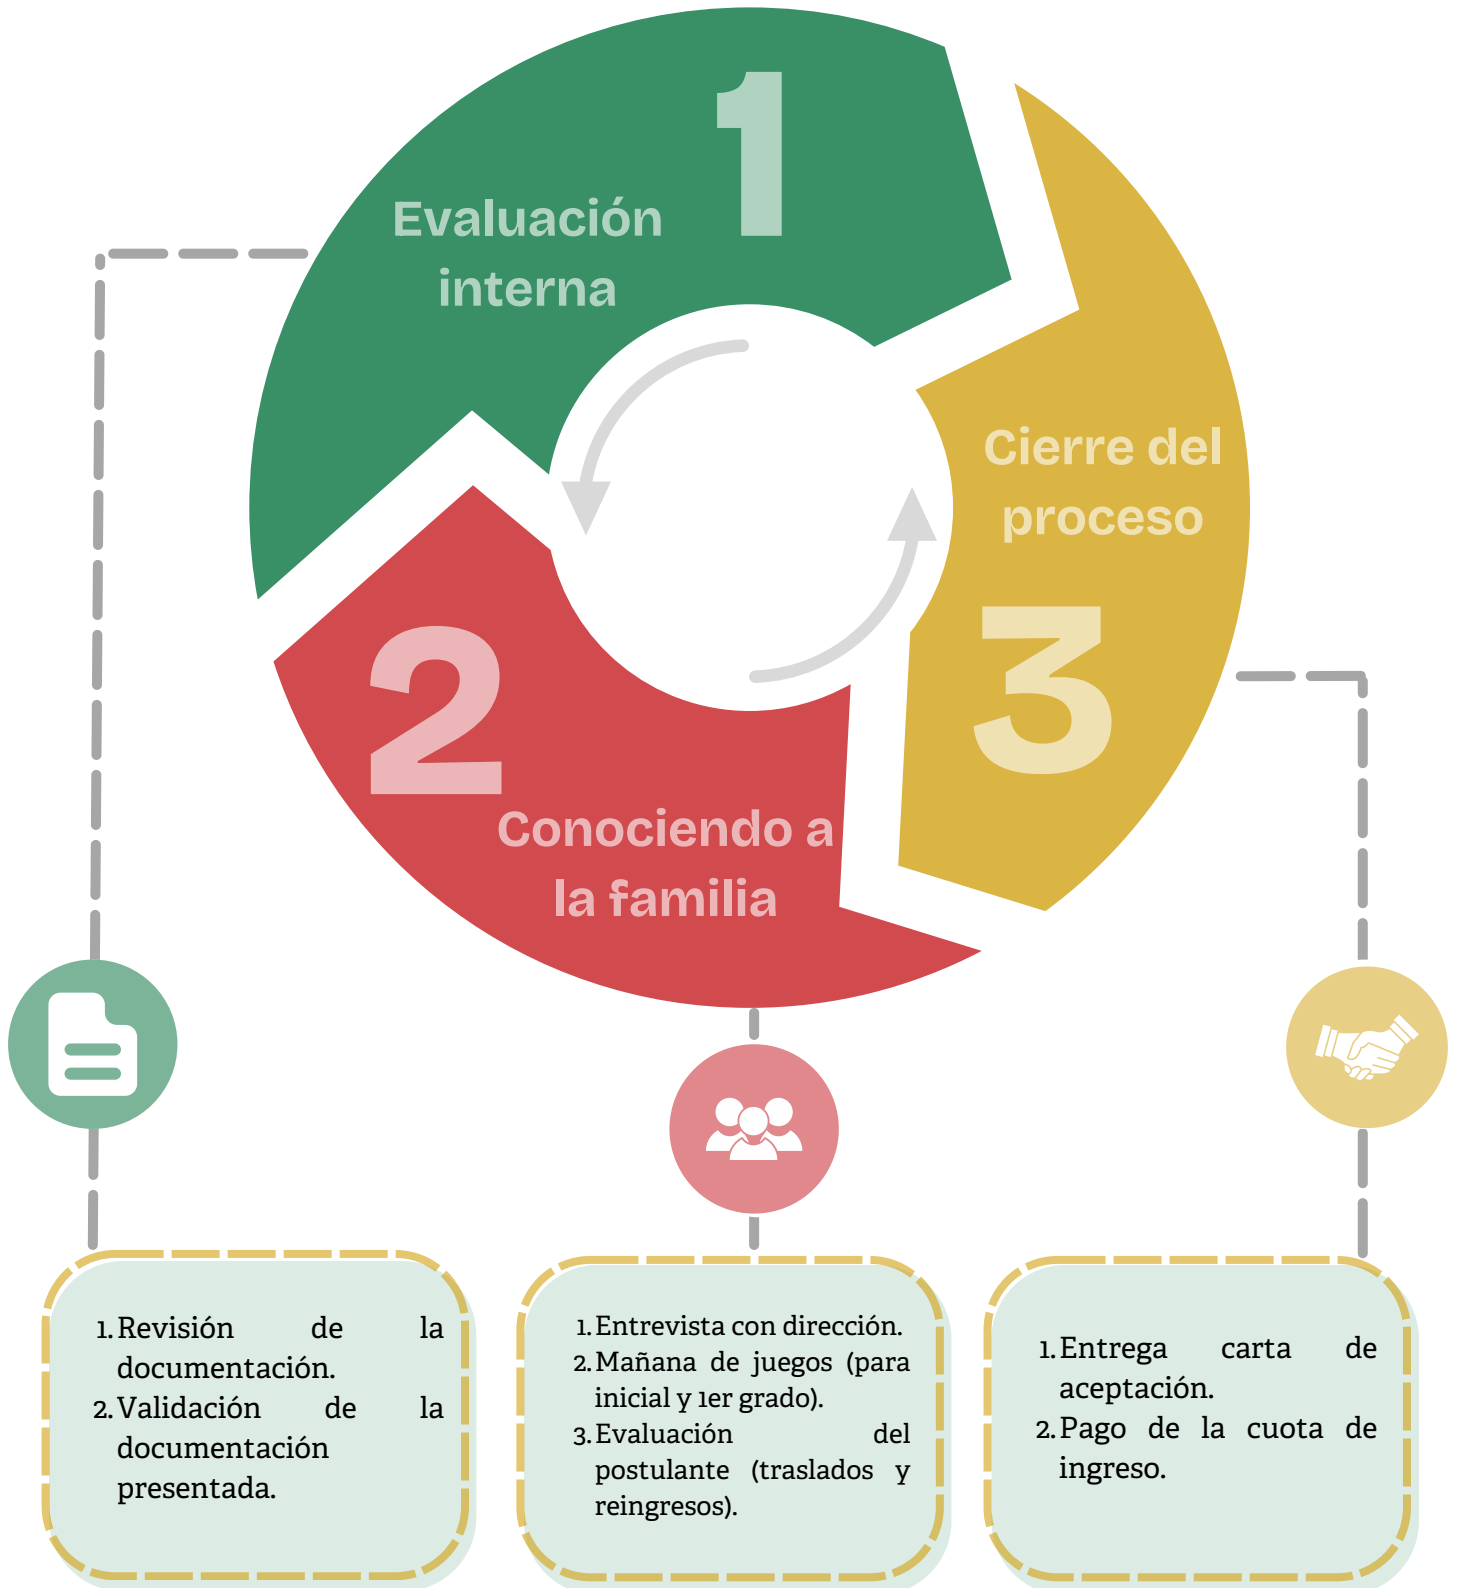 1
Evaluación
interna
Cierre del
proceso
3
2
Conociendo a
la familia
1. Revisión de la
documentación.
2. Validación de la
documentación
presentada.
1. Entrevista con dirección.
2. Mañana de juegos (para
inicial y 1er grado).
3. Evaluación del
postulante (traslados y
reingresos).
1. Entrega carta de
aceptación.
2. Pago de la cuota de
ingreso.